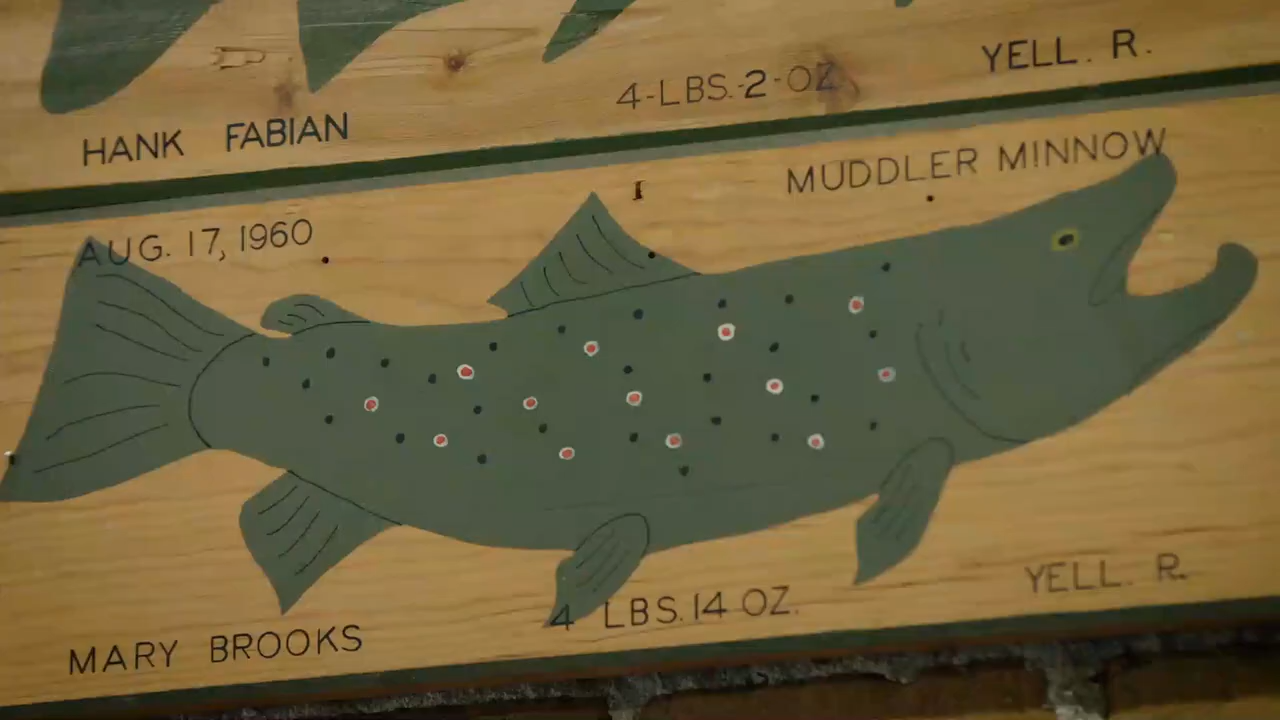 YELL. R.
4-LBS.-2-OZ
HANK FABIAN
MUDDLER MINNOW
AUG. 17, 1960
YELL. R.
4 LBS. 14 OZ.
MARY BROOKS